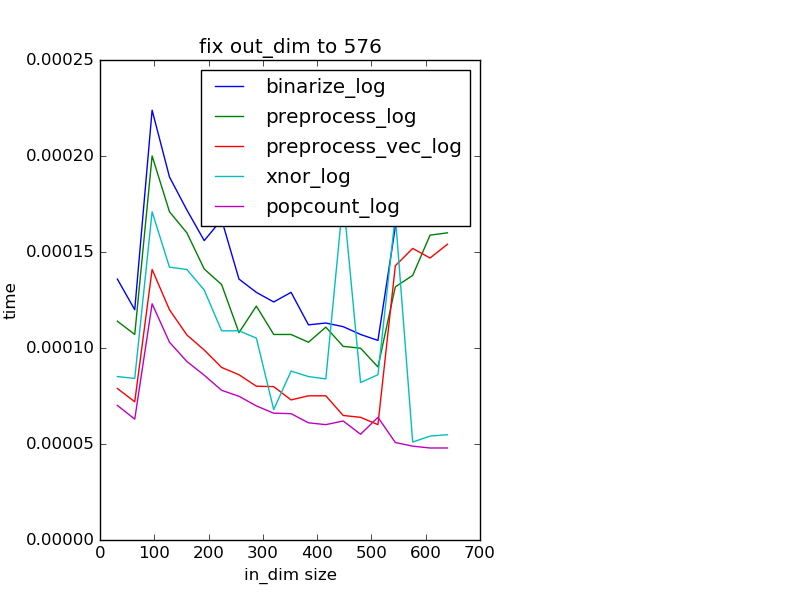 fix out_dim to 576
0.00025
0.00020
0.00015
0.00010
0.00005
0.00000
time
binarize_log
preprocess_log
preprocess_vec_log
xnor_log
popcount_log
0 100 200 300 400 500 600 700
in_dim size